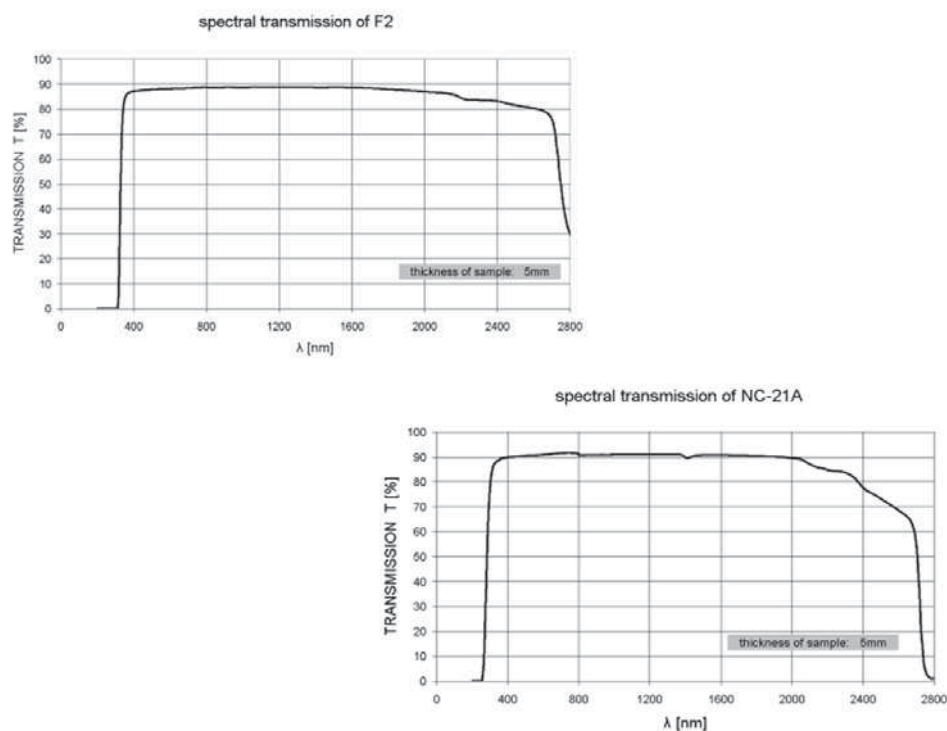 spectral transmission of F2
TRANSMISSION T [%]
100
90
80
70
60
50
40
30
20
10
0
thickness of sample: 5mm
0 400 800 1200 1600 2000 2400 2800
λ [nm]
spectral transmission of NC-21A
TRANSMISSION T [%]
100
90
80
70
60
50
40
30
20
10
0
thickness of sample: 5mm
0 400 800 1200 1600 2000 2400 2800
λ [nm]